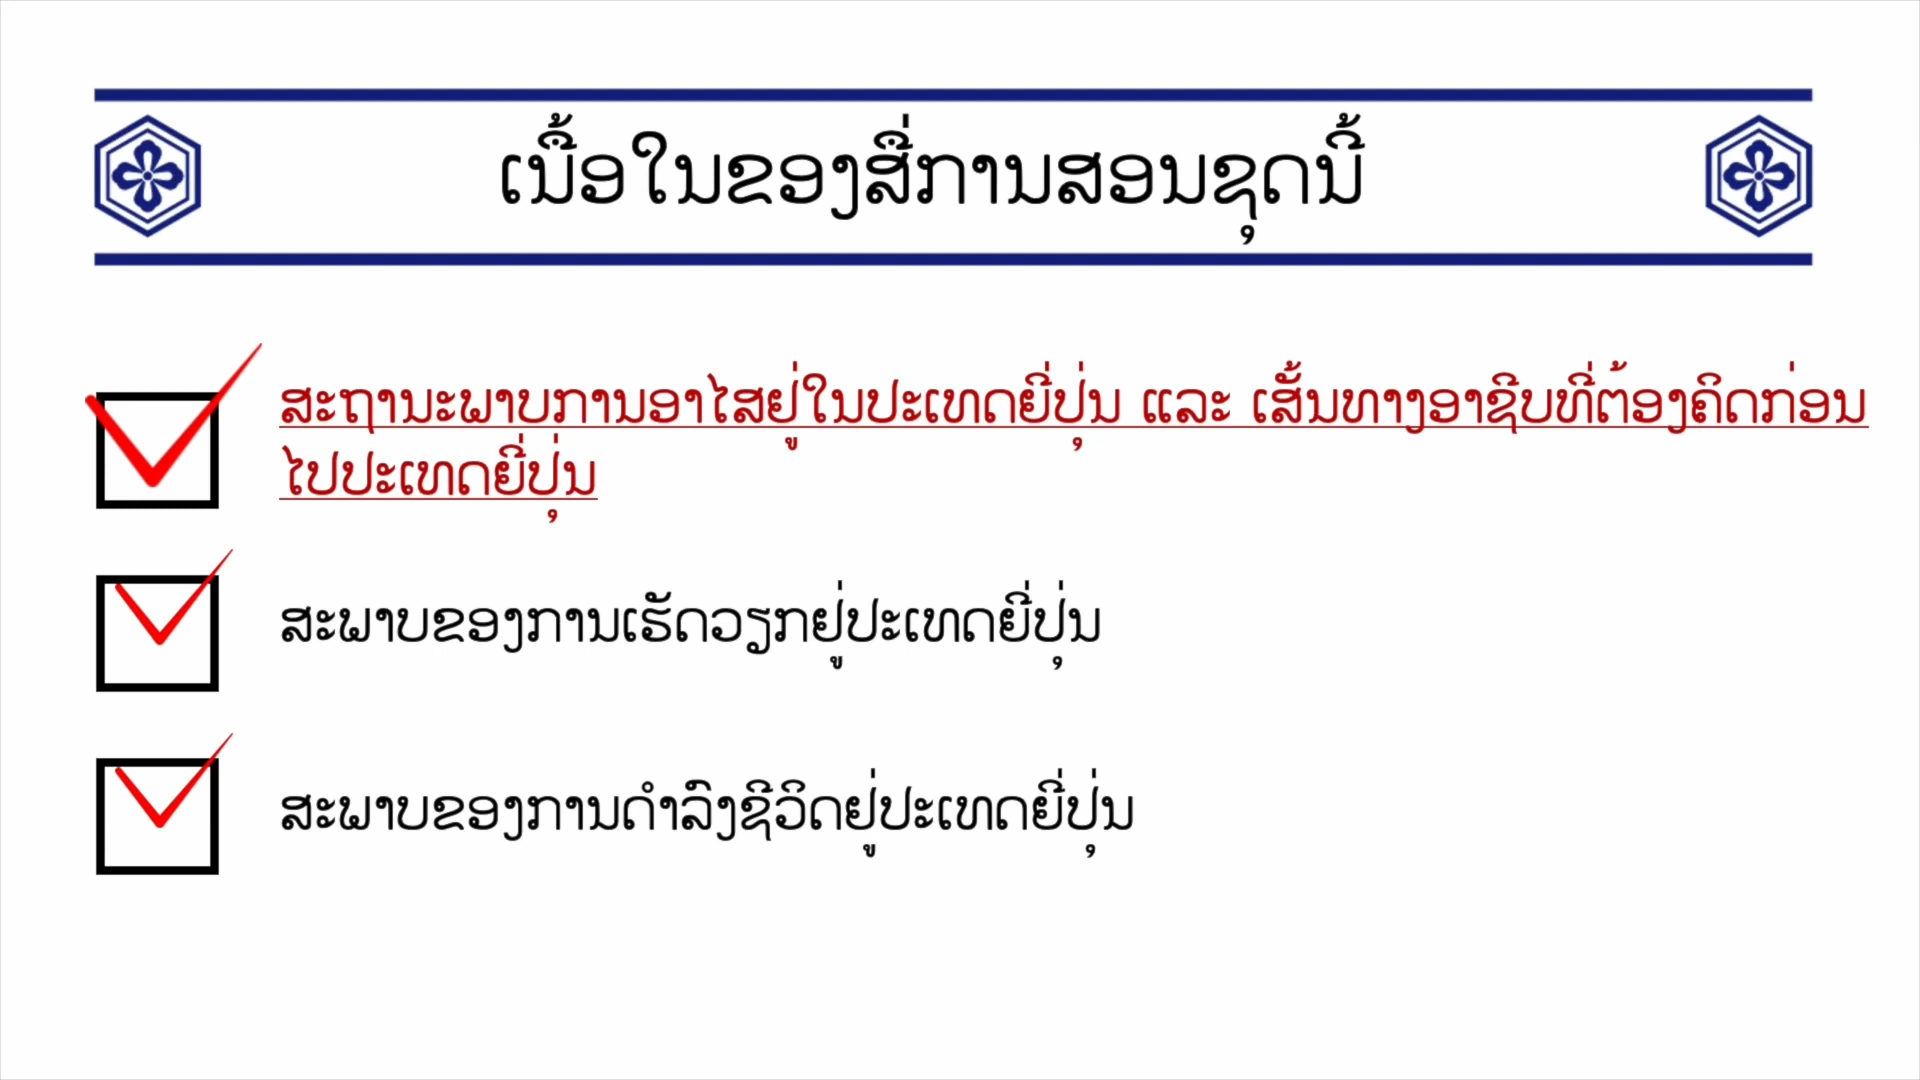 ເນື້ອໃນຂອງສື່ການສອນຊຸດນີ້
ສະຖານະພາບການອາໄສຢູ່ໃນປະເທດຍີ່ປຸ່ນ ແລະ ເສັ້ນທາງອາຊີບທີ່ຕ້ອງຄິດກ່ອນ
ໄປປະເທດຍີ່ປຸ່ນ
ສະພາບຂອງການເຮັດວຽກຢູ່ປະເທດຍີ່ປຸ່ນ
ສະພາບຂອງການດຳລົງຊີວິດຢູ່ປະເທດຍີ່ປຸ່ນ